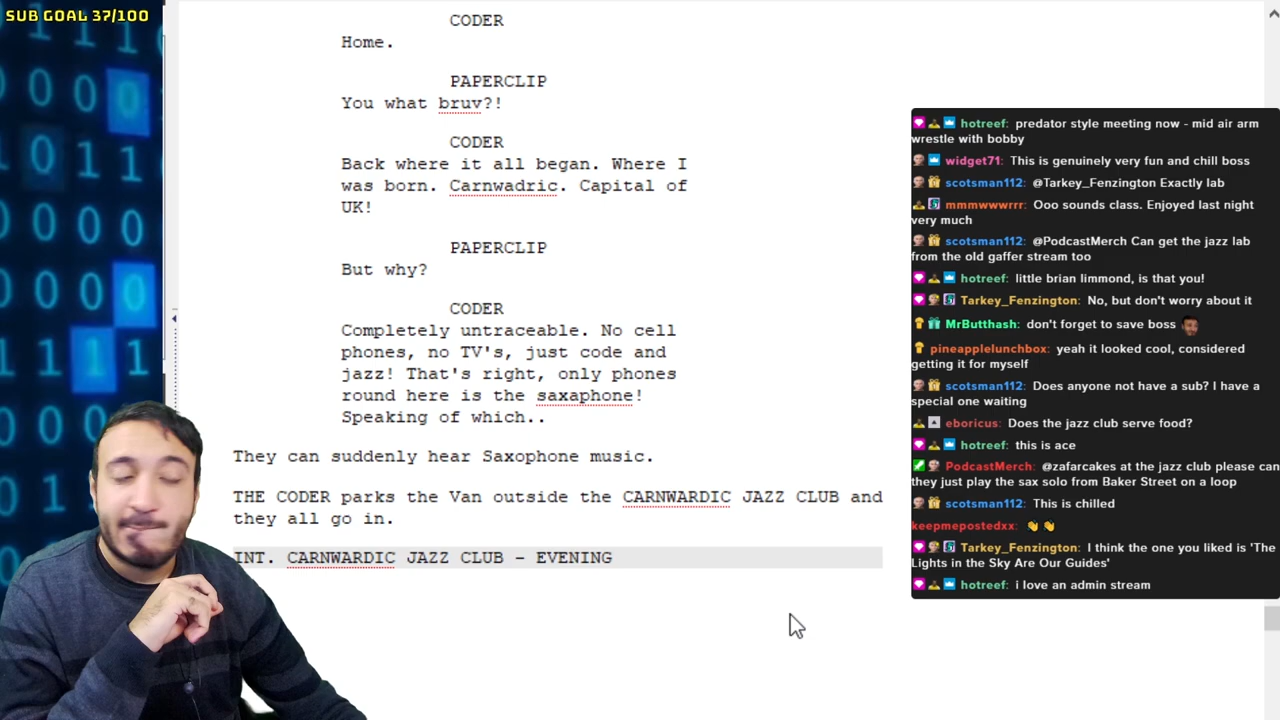 SUB GOAL 37/100
CODER
Home.
PAPERCLIP
You what bruv?!
CODER
Back where it all began. Where I
was born. Carnwadric. Capital of
UK!
PAPERCLIP
But why?
CODER
Completely untraceable. No cell
phones, no TV's, just code and
jazz! That's right, only phones
round here is the saxaphone!
Speaking of which..
They can suddenly hear Saxophone music.
THE CODER parks the Van outside the CARNWARDIC JAZZ CLUB and
they all go in.
INT. CARNWARDIC JAZZ CLUB - EVENING
hotreef: predator style meeting now - mid air arm
wrestle with bobby
widget71: This is genuinely very fun and chill boss
scotsman112: @Tarkey_Fenzington Exactly lab
mmmwwwrrr: Ooo sounds class. Enjoyed last night
very much
scotsman112: @PodcastMerch Can get the jazz lab
from the old gaffer stream too
hotreef: little brian limmond, is that you!
Tarkey_Fenzington: No, but don't worry about it
MrButthash: don't forget to save boss
pineapplelunchbox: yeah it looked cool, considered
getting it for myself
scotsman112: Does anyone not have a sub? I have a
special one waiting
eboricus: Does the jazz club serve food?
hotreef: this is ace
PodcastMerch: @zafarcakes at the jazz club please can
they just play the sax solo from Baker Street on a loop
scotsman112: This is chilled
keepmepostedxx:
Tarkey_Fenzington: I think the one you liked is 'The
Lights in the Sky Are Our Guides'
hotreef: i love an admin stream